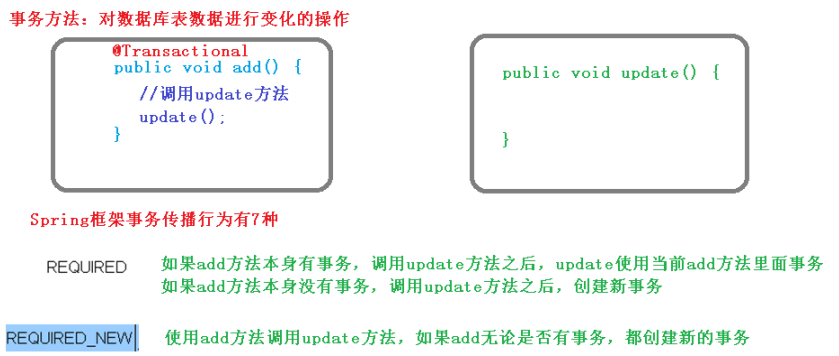 事务方法：对数据库表数据进行变化的操作
@Transactional
public void add() {
//调用update方法
update();
}
public void update() {
}
Spring框架事务传播行为有7种
REQUIRED
如果add方法本身有事务，调用update方法之后，update使用当前add方法里面事务
如果add方法本身没有事务，调用update方法之后，创建新事务
REQUIRED_NEW
使用add方法调用update方法，如果add无论是否有事务，都创建新的事务